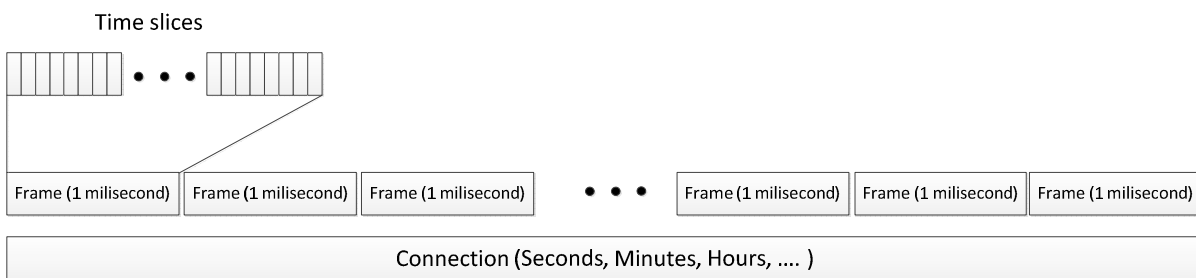 Time slices
Frame (1 milisecond) Frame (1 milisecond) Frame (1 milisecond) Frame (1 milisecond) Frame (1 milisecond) Frame (1 milisecond)
Connection (Seconds, Minutes, Hours, .... )